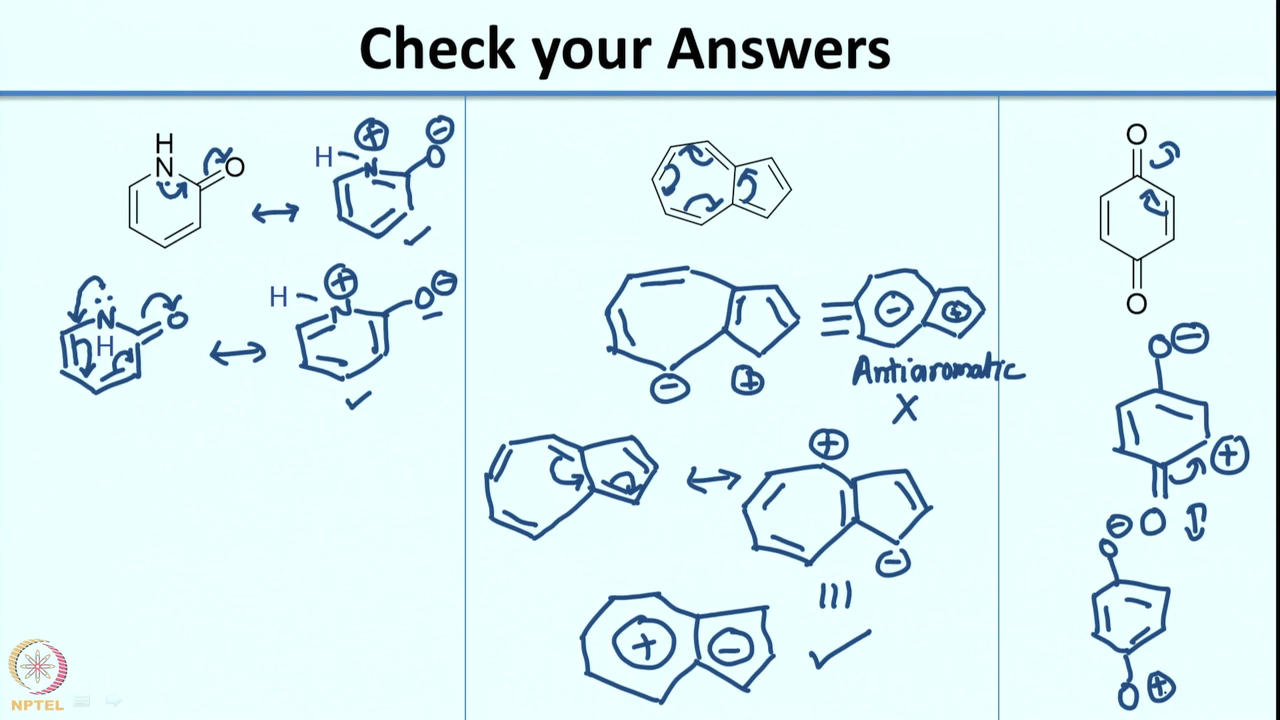 Check your Answers
H
N
O
H
N
+
O
-
N
H
O
H
N
+
O
-
-
+
-
+
Antiaromatic
X
+
-
+
-
O
O
O
-
+
O
-
O
O
+
NPTEL